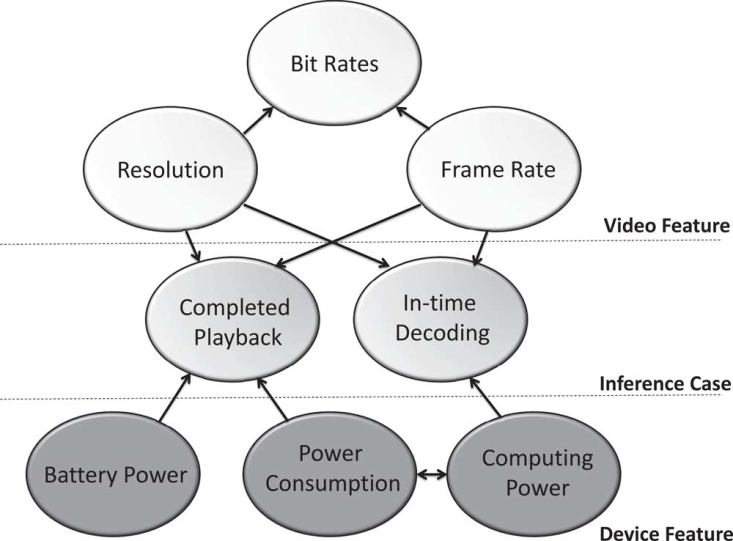 Bit Rates
Resolution
Frame Rate
Video Feature
Completed
Playback
In-time
Decoding
Inference Case
Battery Power
Power
Consumption
Computing
Power
Device Feature